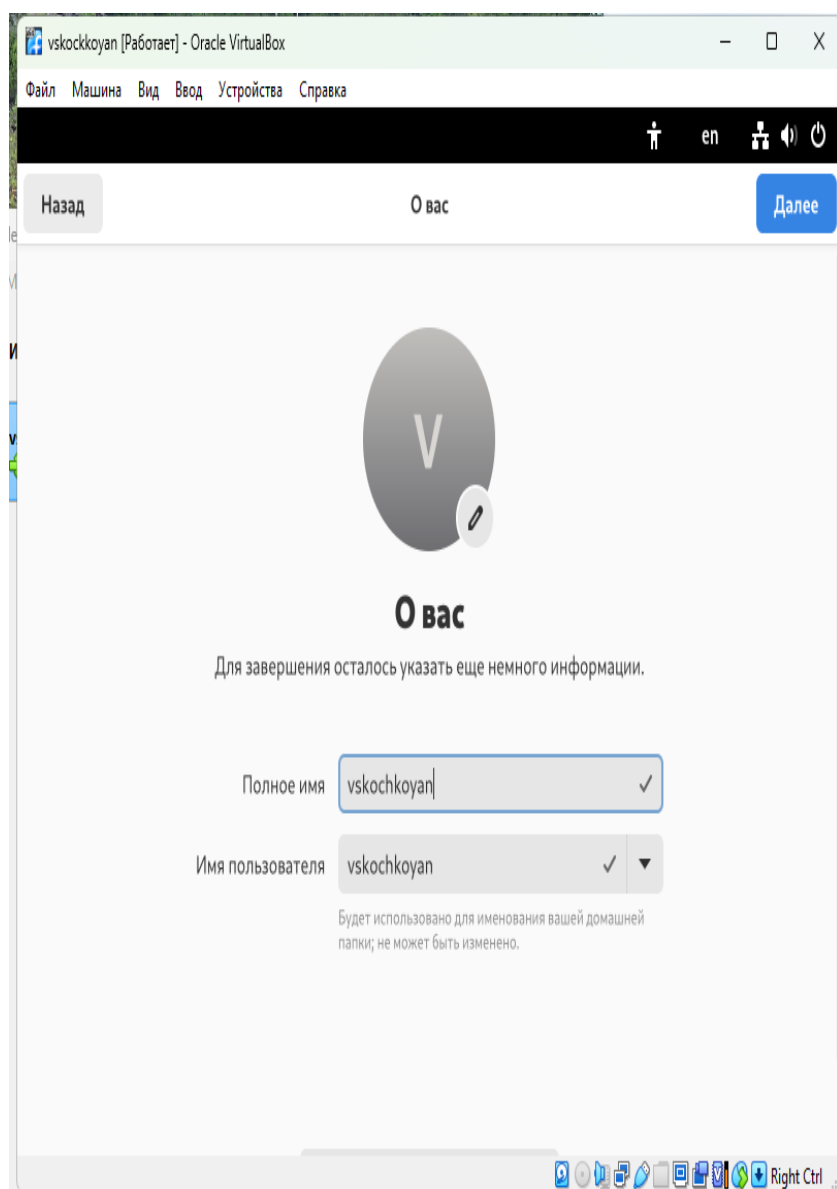 vskockkoyan [Работает] - Oracle VirtualBox
Файл Машина Вид Ввод Устройства Справка
en
Назад
О вас
Далее
V
О вас
Для завершения осталось указать еще немного информации.
Полное имя vskochkoyan
Имя пользователя vskochkoyan
Будет использовано для именования вашей домашней
папки; не может быть изменено.
Right Ctrl